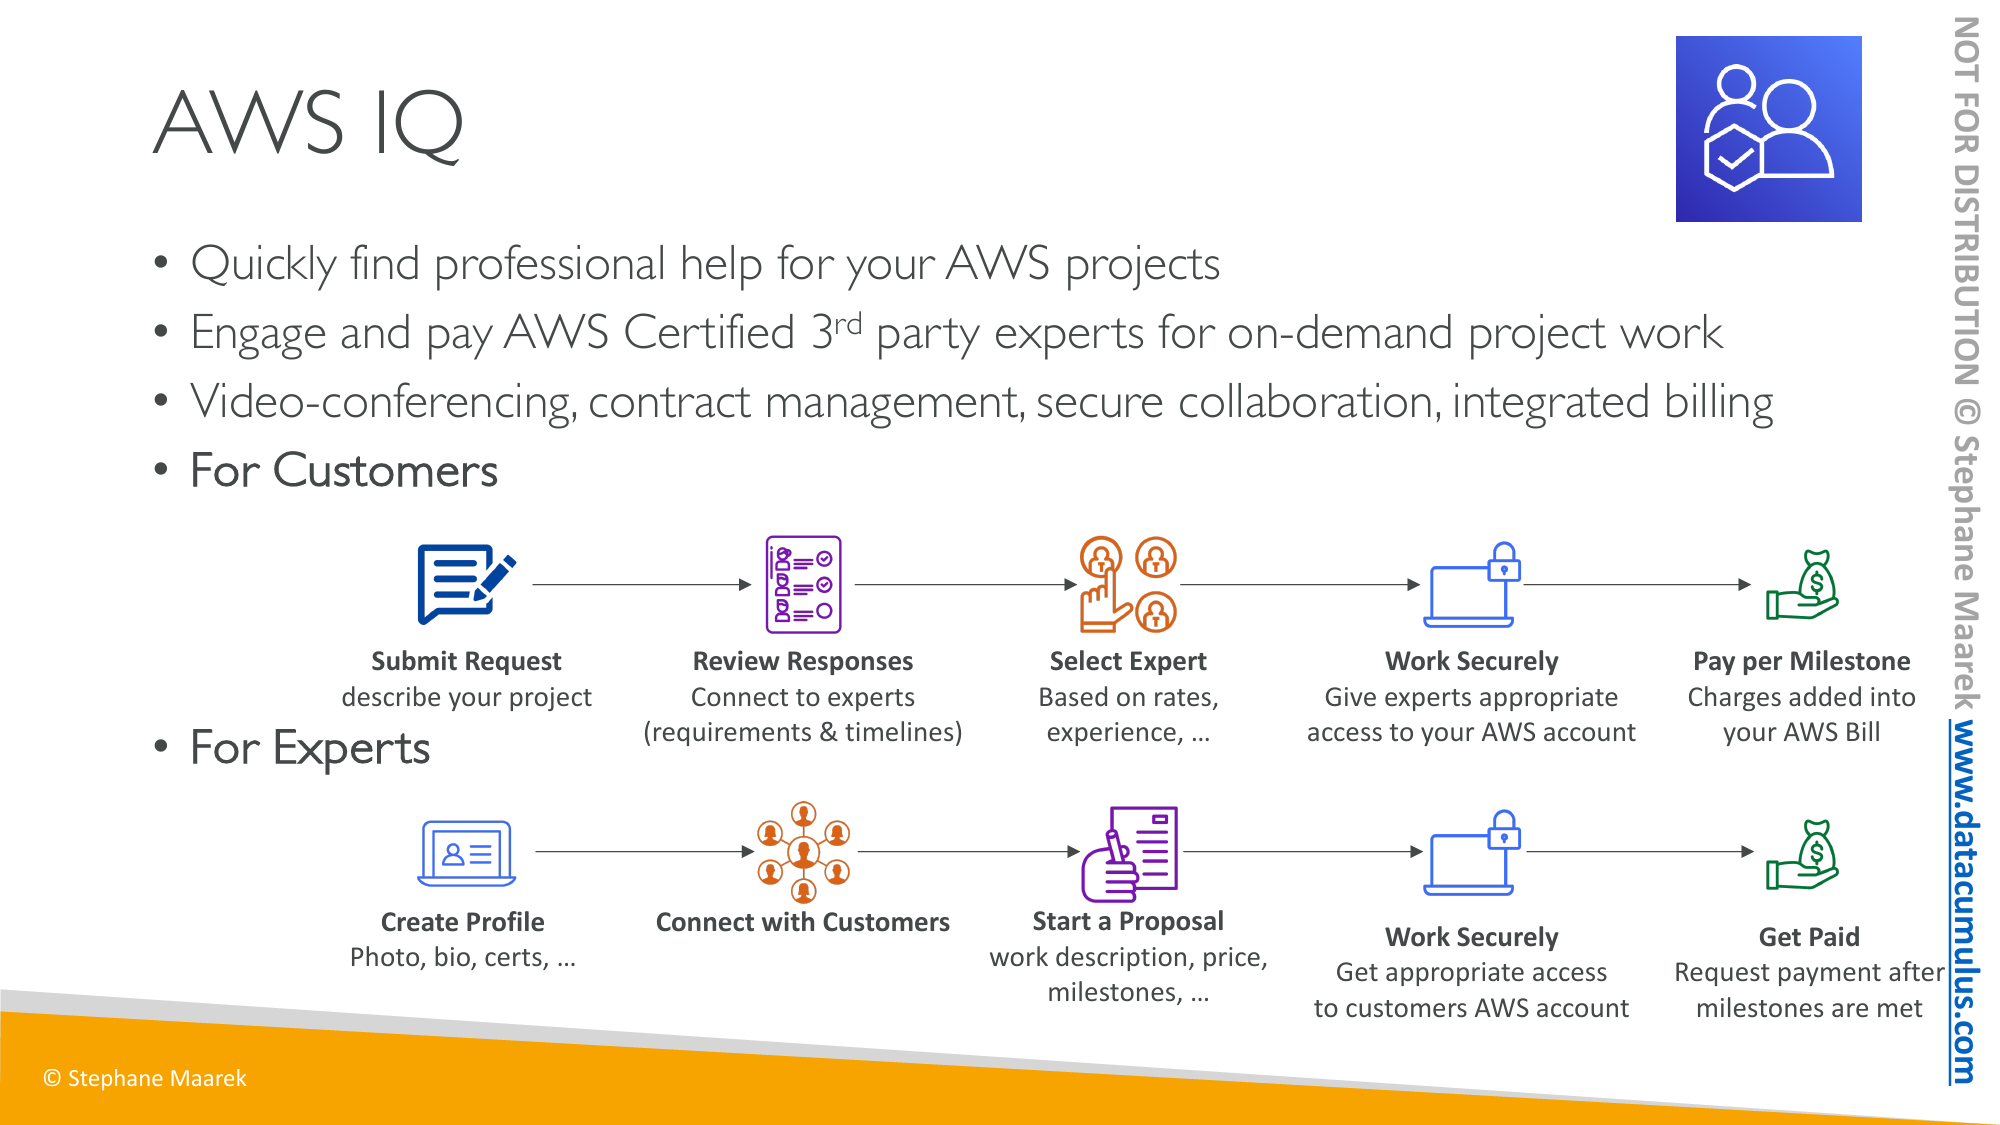 AWS IQ
• Quickly find professional help for your AWS projects
• Engage and pay AWS Certified 3rd party experts for on-demand project work
• Video-conferencing, contract management, secure collaboration, integrated billing
• For Customers
Submit Request
describe your project
Review Responses
Connect to experts
(requirements & timelines)
Select Expert
Based on rates,
experience, ...
Work Securely
Give experts appropriate
access to your AWS account
Pay per Milestone
Charges added into
your AWS Bill
• For Experts
Create Profile
Photo, bio, certs, ...
Connect with Customers
Start a Proposal
work description, price,
milestones, ...
Work Securely
Get appropriate access
to customers AWS account
Get Paid
Request payment after
milestones are met
© Stephane Maarek
NOT FOR DISTRIBUTION © Stephane Maarek www.datacumulus.com